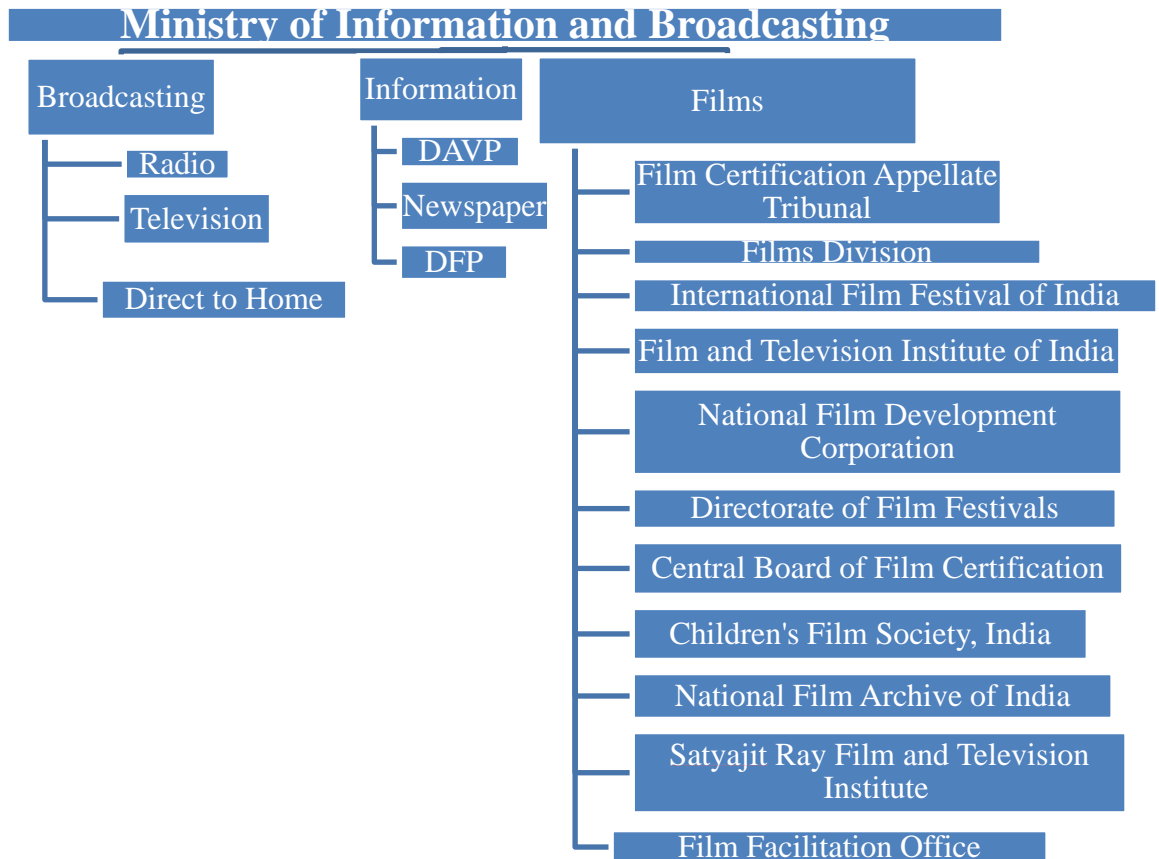 Ministry of Information and Broadcasting
Broadcasting
Radio
Television
Direct to Home
Information
DAVP
Newspaper
DFP
Films
Film Certification Appellate
Tribunal
Films Division
International Film Festival of India
Film and Television Institute of India
National Film Development
Corporation
Directorate of Film Festivals
Central Board of Film Certification
Children's Film Society, India
National Film Archive of India
Satyajit Ray Film and Television
Institute
Film Facilitation Office